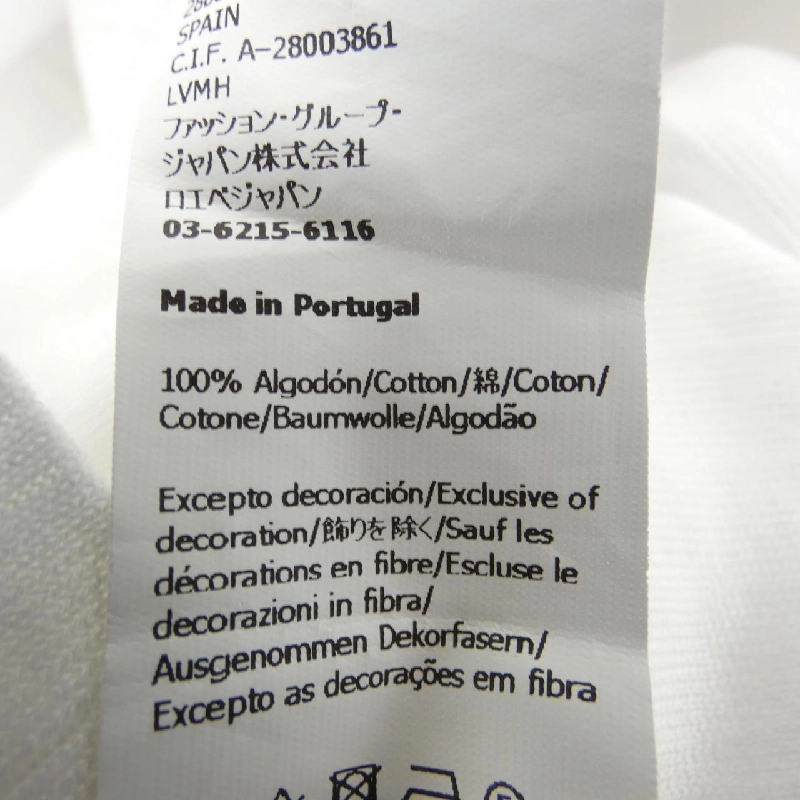 SPAIN
C.I.F. A-28003861
LVMH
ファッション・グループ・
ジャパン株式会社
ロエベジャパン
03-6215-6116
Made in Portugal
100% Algodón/Cotton/綿/Coton/
Cotone/Baumwolle/Algodão
Excepto decoración/Exclusive of
decoration/飾りを除く/Sauf les
décorations en fibre/Escluse le
decorazioni in fibra/
Ausgenommen Dekorfasern/
Excepto as decorações em fibra